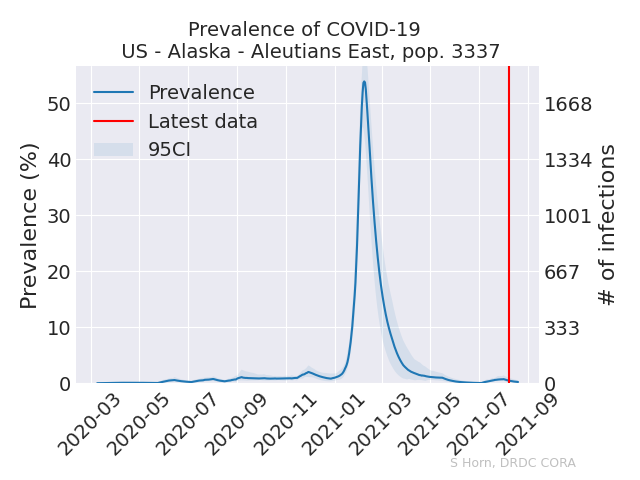 Prevalence of COVID-19
US - Alaska - Aleutians East, pop. 3337
Prevalence
Latest data
95CI
Prevalence (%)
50
40
30
20
10
0
1668
1334
1001
667
333
0
# of infections
2020-03
2020-05
2020-07
2020-09
2020-11
2021-01
2021-03
2021-05
2021-07
2021-09
S Horn, DRDC CORA